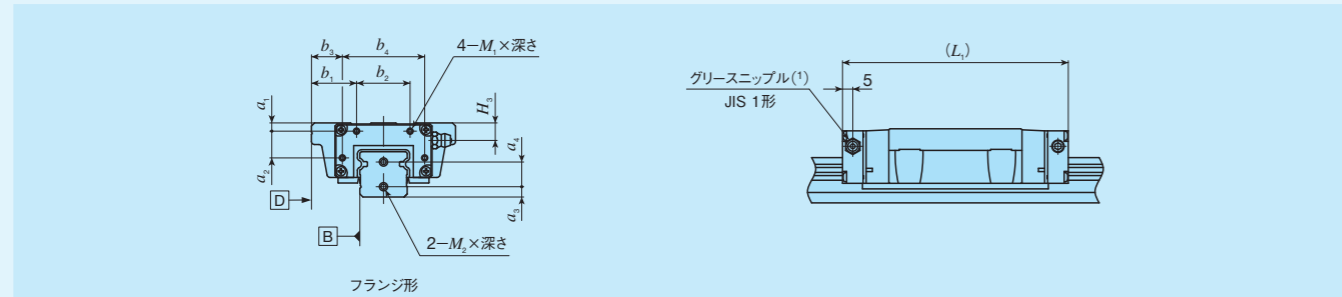 b₃ b₄ 4−M₁×深さ
b₁ b₂
a₁
H₃
a₄
a₂
a₃
D
B
2−M₂×深さ
フランジ形
(L₁)
グリースニップル(¹)
JIS 1形
5